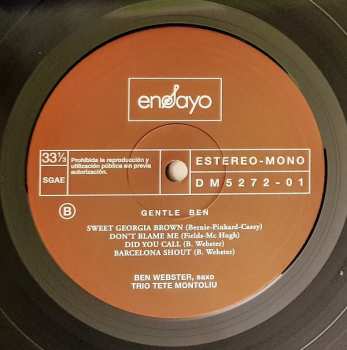 ensayo
33⅓
SGAE
Prohibida la reproducción y
utilización pública sin previa
autorización.
ESTEREO-MONO
DM5272-01
B
GENTLE BEN
SWEET GEORGIA BROWN (Bernie-Pinkard-Casey)
DON'T BLAME ME (Fields-Mc Hugh)
DID YOU CALL (B. Webster)
BARCELONA SHOUT (B. Webster)
BEN WEBSTER, saxo
TRIO TETE MONTOLIU